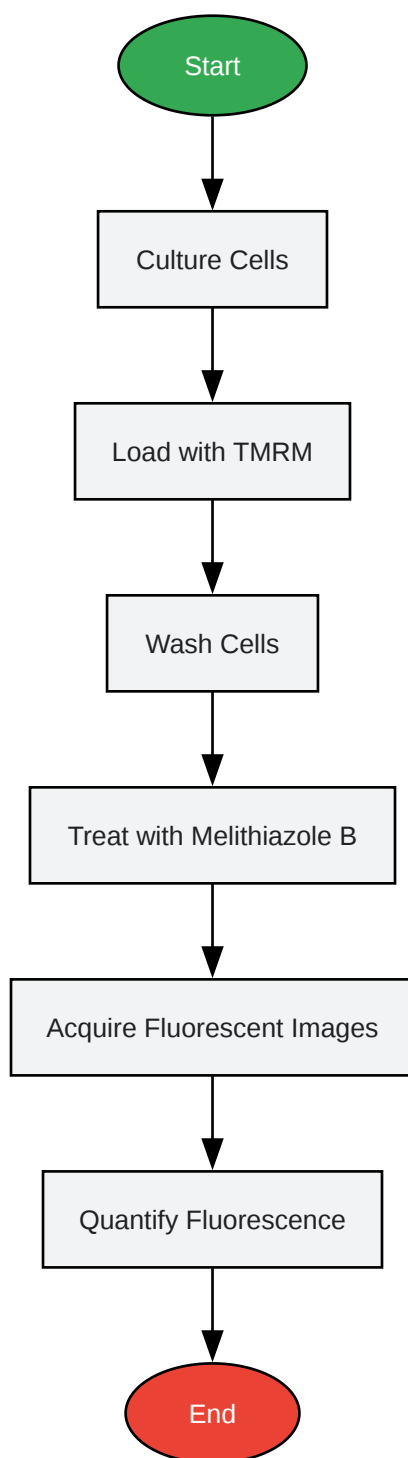 Start
Culture Cells
Load with TMRM
Wash Cells
Treat with Melithiazole B
Acquire Fluorescent Images
Quantify Fluorescence
End